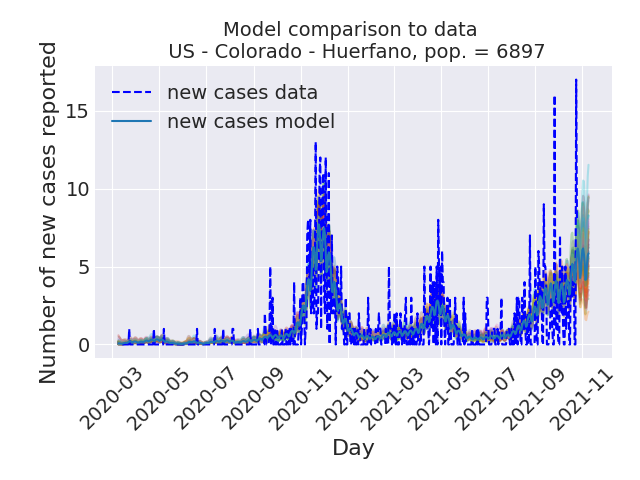 Model comparison to data
US - Colorado - Huerfano, pop. = 6897
new cases data
new cases model
Number of new cases reported
15
10
5
0
2020-03
2020-05
2020-07
2020-09
2020-11
2021-01
2021-03
2021-05
2021-07
2021-09
2021-11
Day